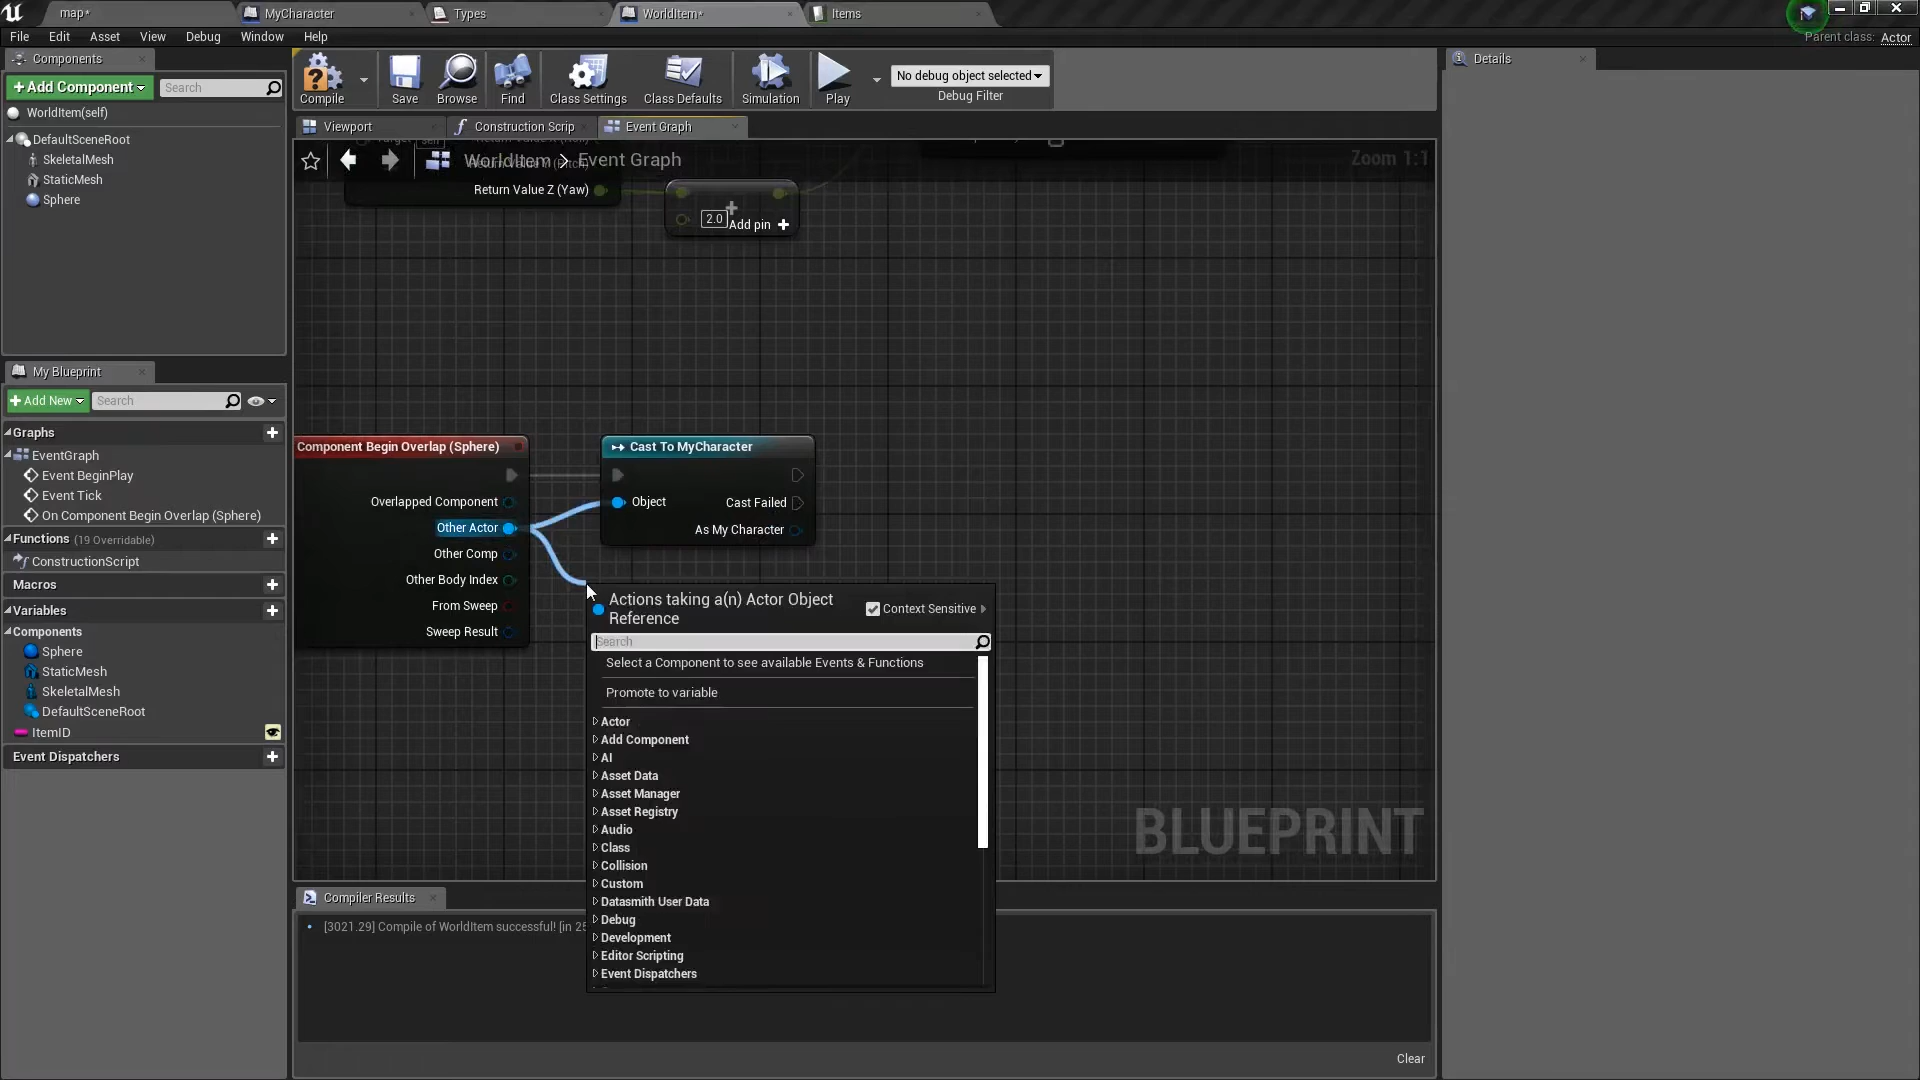 map*
MyCharacter
Types
WorldItem*
Items
File
Edit
Asset
View
Debug
Window
Help
Parent class: Actor
Components
Add Component
Search
WorldItem(self)
DefaultSceneRoot
SkeletalMesh
StaticMesh
Sphere
Compile
Save
Browse
Find
Class Settings
Class Defaults
Simulation
Play
No debug object selected
Debug Filter
Details
Viewport
Construction Scrip
Event Graph
WorldItem > Event Graph
Zoom 1:1
Return Value Z (Yaw)
2.0
Add pin +
My Blueprint
Add New
Search
Graphs
EventGraph
Event BeginPlay
Event Tick
On Component Begin Overlap (Sphere)
Functions (19 Overridable)
ConstructionScript
Macros
Variables
Components
Sphere
StaticMesh
SkeletalMesh
DefaultSceneRoot
ItemID
Event Dispatchers
Component Begin Overlap (Sphere)
Overlapped Component
Other Actor
Other Comp
Other Body Index
From Sweep
Sweep Result
Cast To MyCharacter
Object
Cast Failed
As My Character
Actions taking a(n) Actor Object
Reference
Context Sensitive
Search
Select a Component to see available Events & Functions
Promote to variable
Actor
Add Component
AI
Asset Data
Asset Manager
Asset Registry
Audio
Class
Collision
Custom
Datasmith User Data
Debug
Development
Editor Scripting
Event Dispatchers
BLUEPRINT
Compiler Results
[3021.29] Compile of WorldItem successful! [in 25
Clear